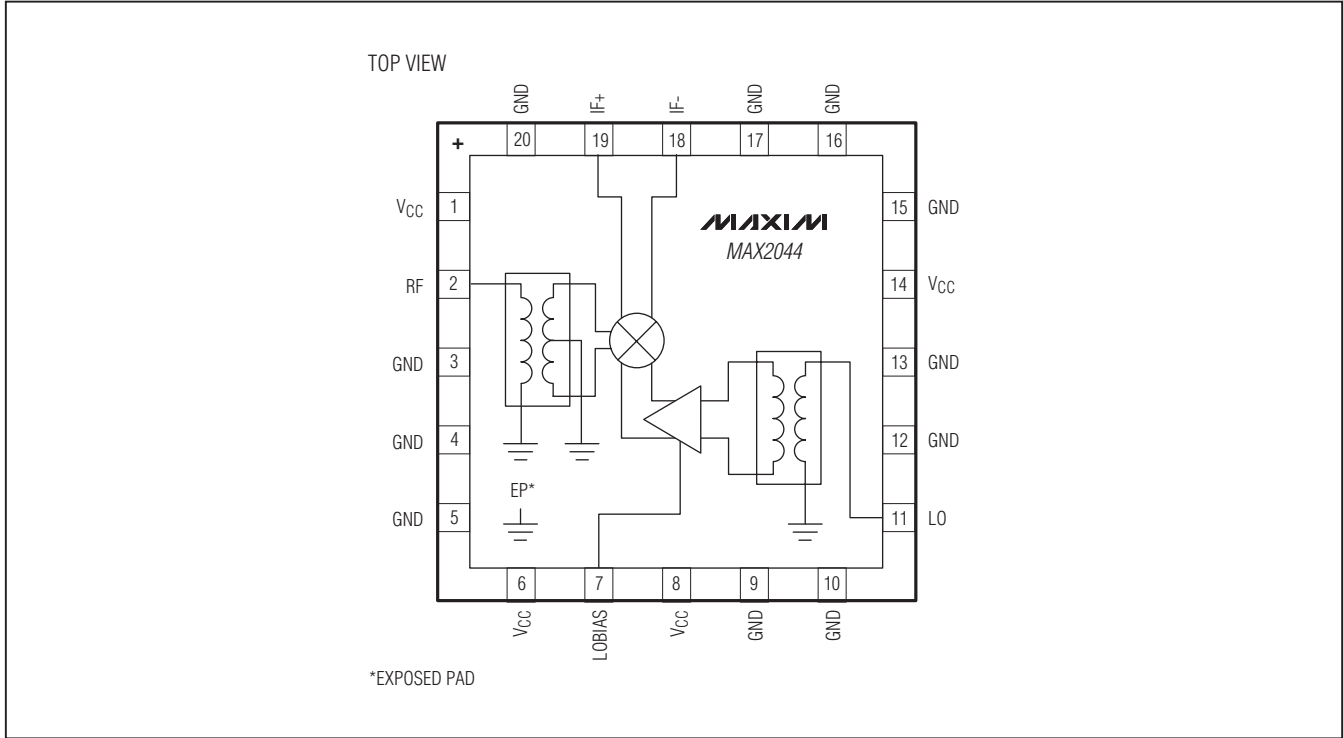 TOP VIEW
GND IF+ IF- GND GND
+ 20 19 18 17 16
VCC 1
15 GND
MAXIM
MAX2044
RF 2
14 VCC
GND 3
13 GND
GND 4
12 GND
EP*
GND 5
11 LO
6 7 8 9 10
VCC LOBIAS VCC GND GND
*EXPOSED PAD